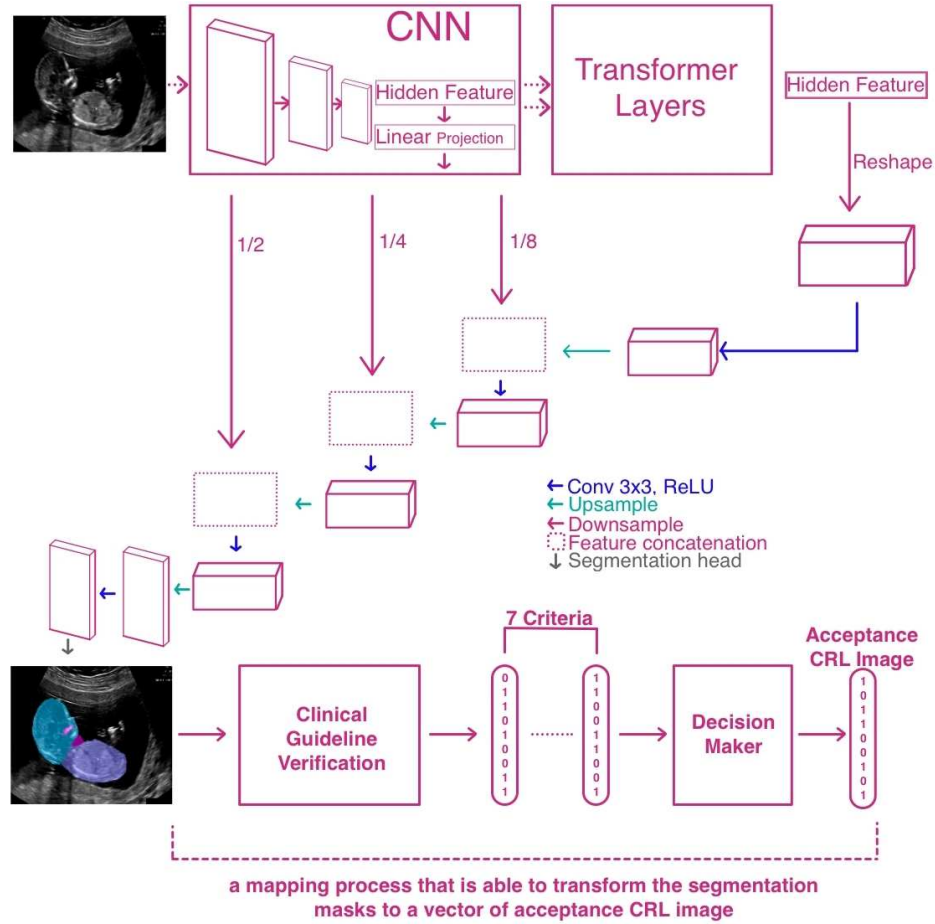 CNN
Hidden Feature
Linear Projection
Transformer
Layers
Hidden Feature
Reshape
1/2
1/4
1/8
Conv 3x3, ReLU
Upsample
Downsample
Feature concatenation
Segmentation head
7 Criteria
Acceptance
CRL Image
Clinical
Guideline
Verification
0
1
1
0
1
0
0
1
1
1
1
0
0
1
1
0
0
1
Decision
Maker
1
0
1
1
0
0
1
0
1
a mapping process that is able to transform the segmentation
masks to a vector of acceptance CRL image